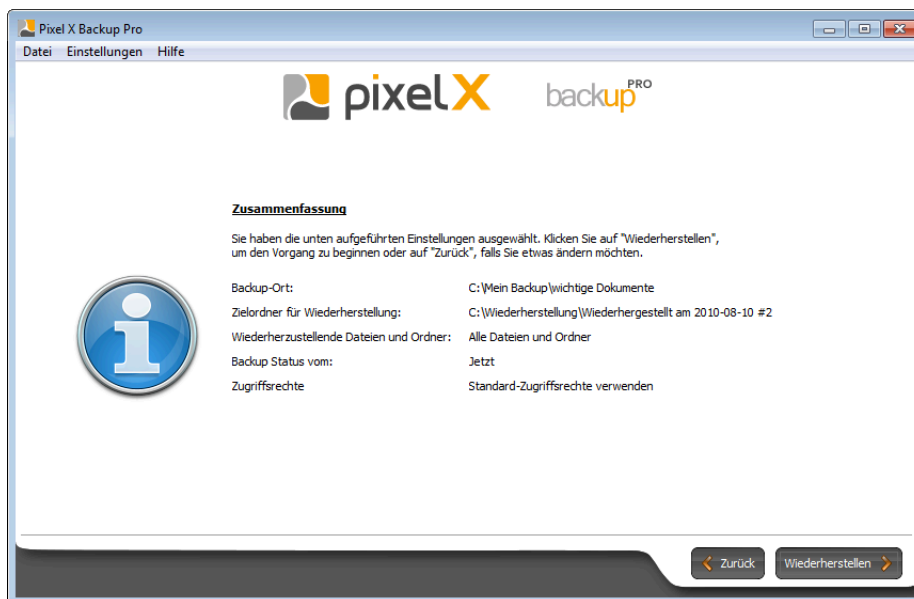 Pixel X Backup Pro
Datei Einstellungen Hilfe
pixelX backup PRO
Zusammenfassung
Sie haben die unten aufgeführten Einstellungen ausgewählt. Klicken Sie auf "Wiederherstellen",
um den Vorgang zu beginnen oder auf "Zurück", falls Sie etwas ändern möchten.
Backup-Ort: C:\Mein Backup\wichtige Dokumente
Zielordner für Wiederherstellung: C:\Wiederherstellung\Wiederhergestellt am 2010-08-10 #2
Wiederherzustellende Dateien und Ordner: Alle Dateien und Ordner
Backup Status vom: Jetzt
Zugriffsrechte Standard-Zugriffsrechte verwenden
Zurück Wiederherstellen